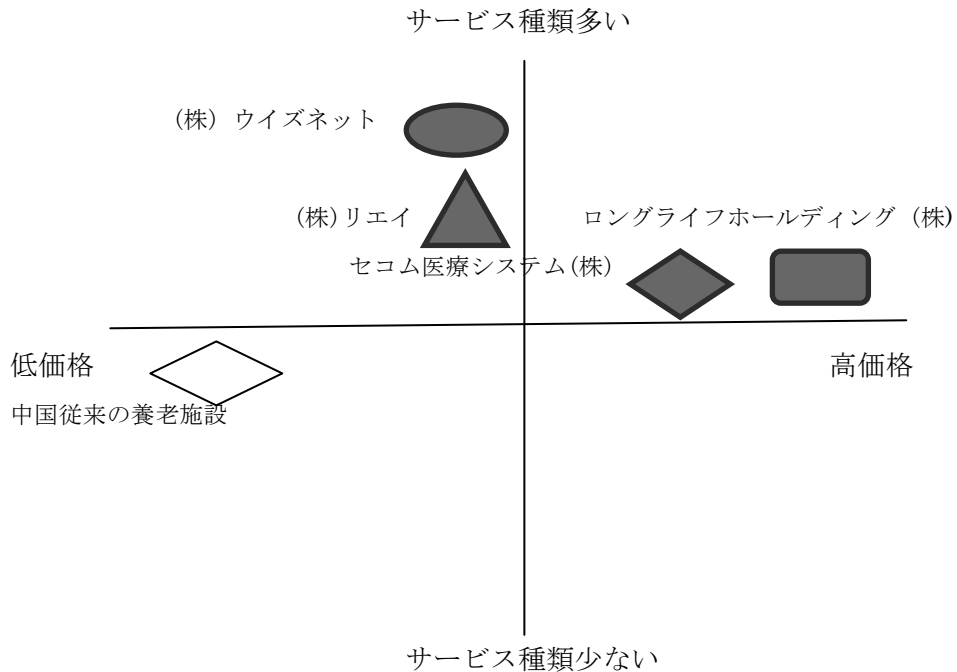 サービス種類多い
(株) ウイズネット
(株)リエイ
ロングライフホールディング (株)
セコム医療システム(株)
低価格
高価格
中国従来の養老施設
サービス種類少ない